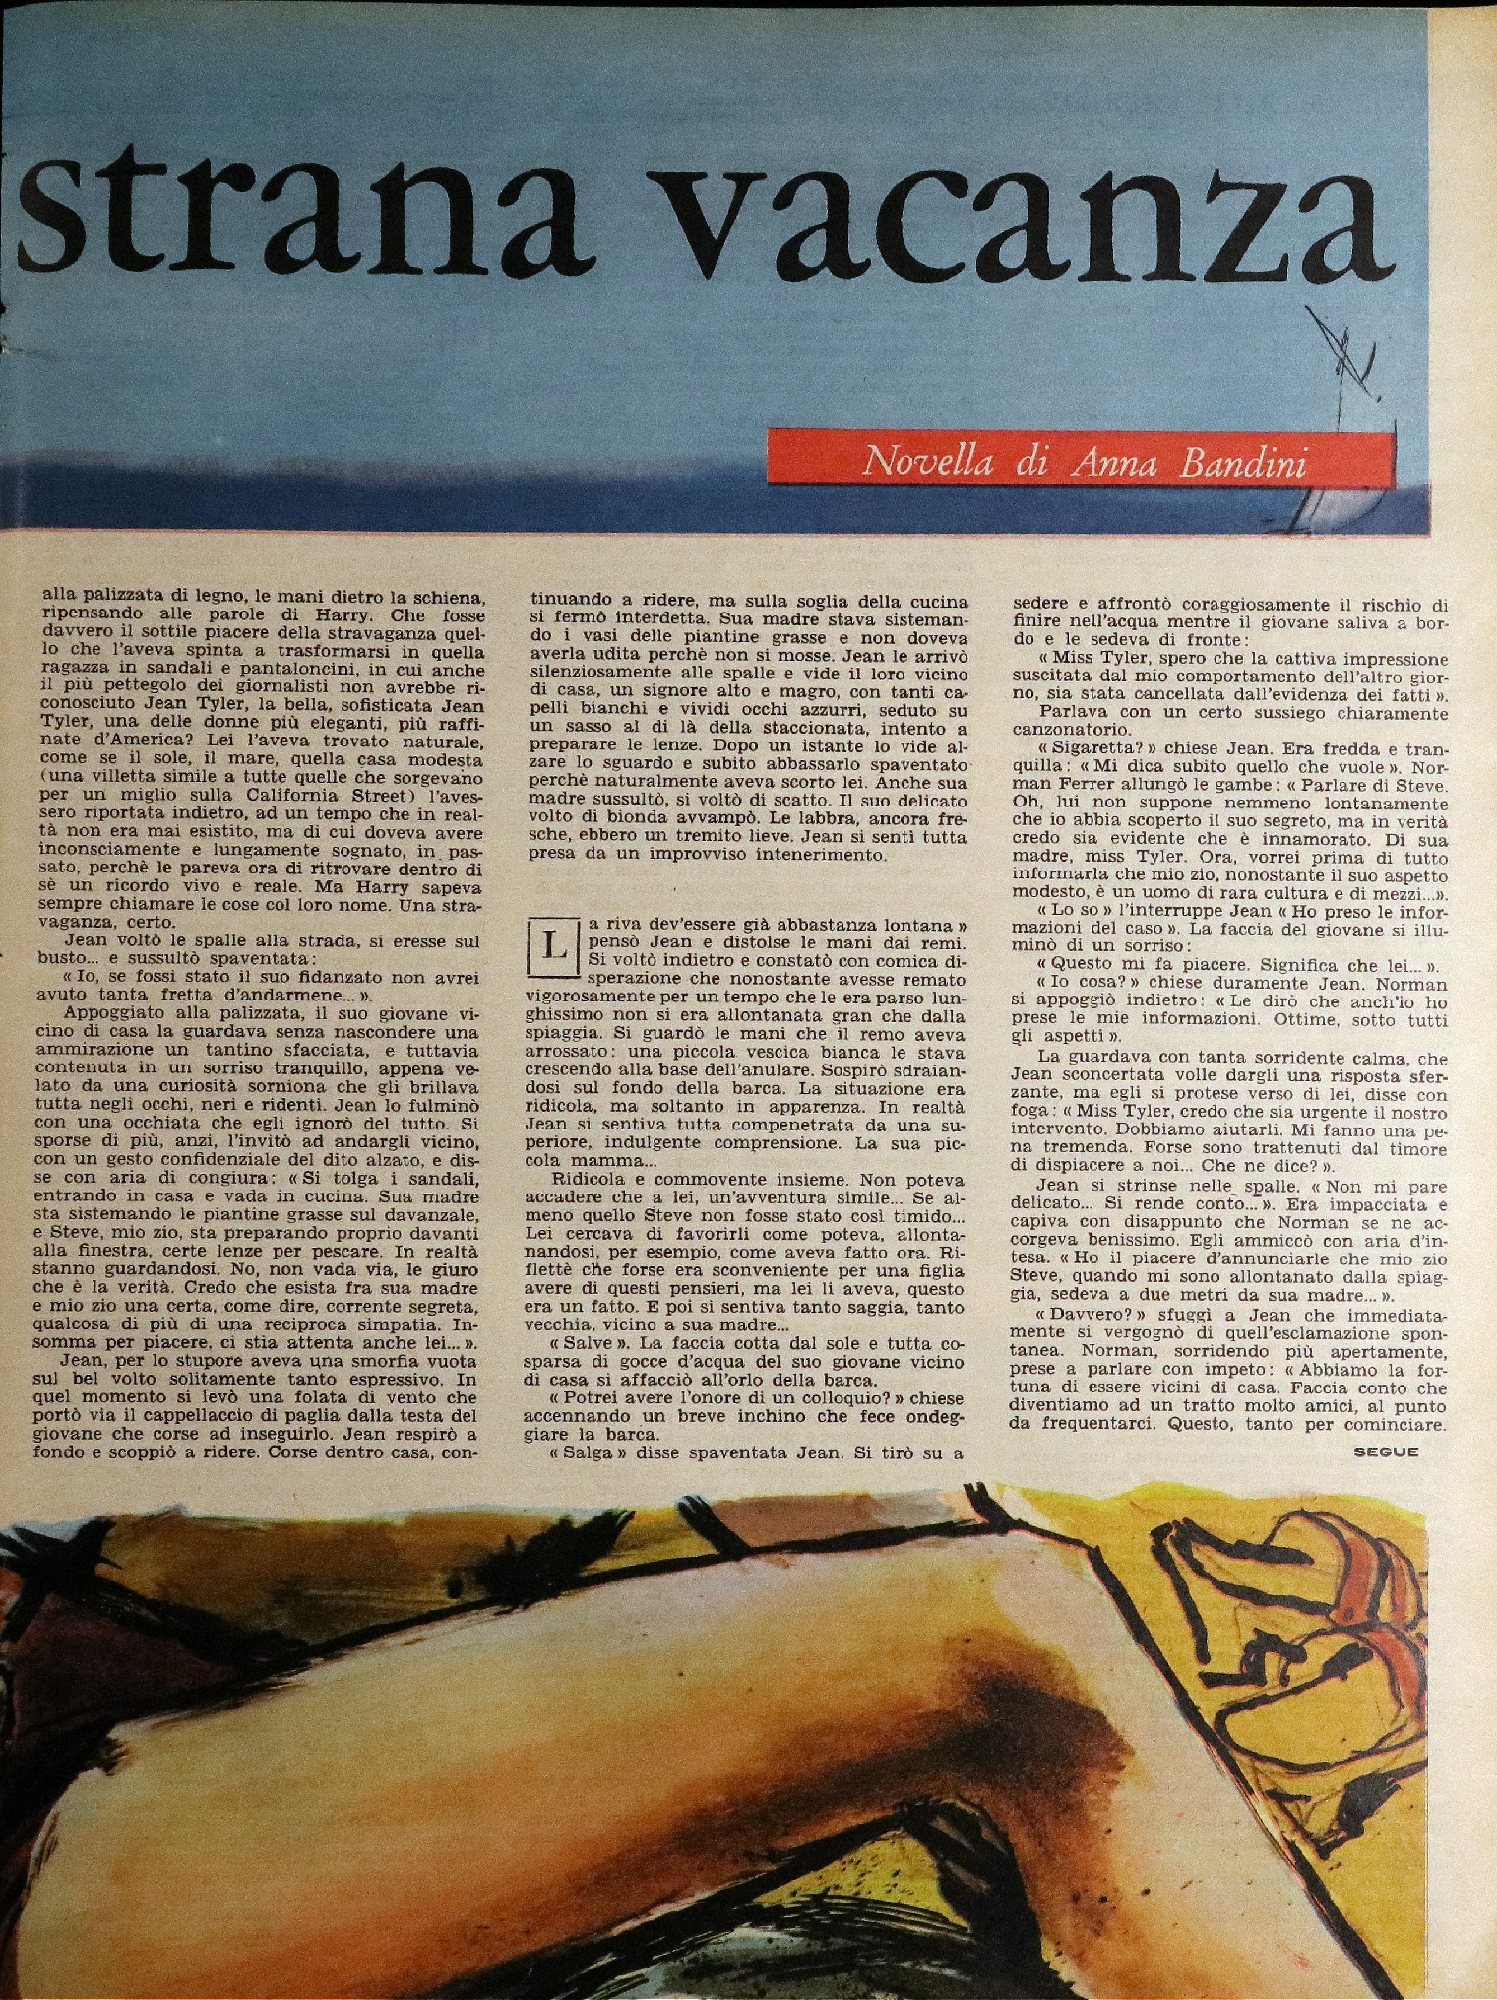 strana vacanza
Novella di Anna Bandini
alla palizzata di legno, le mani dietro la schiena,
ripensando alle parole di Harry. Che fosse
davvero il sottile piacere della stravaganza quel-
lo che l'aveva spinta a trasformarsi in quella
ragazza in sandali e pantaloncini, in cui anche
il più pettegolo dei giornalisti non avrebbe ri-
conosciuto Jean Tyler, la bella, sofisticata Jean
Tyler, una delle donne più eleganti, più raffi-
nate d'America? Lei l'aveva trovato naturale,
come se il sole, il mare, quella casa modesta
(una villetta simile a tutte quelle che sorgevano
per un miglio sulla California Street) l'aves-
sero riportata indietro, ad un tempo che in real-
tà non era mai esistito, ma di cui doveva avere
inconsciamente e lungamente sognato, in pas-
sato, perchè le pareva ora di ritrovare dentro di
sè un ricordo vivo e reale. Ma Harry sapeva
sempre chiamare le cose col loro nome. Una stra-
vaganza, certo.
Jean voltò le spalle alla strada, si eresse sul
busto... e sussultò spaventata:
« Io, se fossi stato il suo fidanzato non avrei
avuto tanta fretta d'andarmene... ».
Appoggiato alla palizzata, il suo giovane vi-
cino di casa la guardava senza nascondere una
ammirazione un tantino sfacciata, e tuttavia
contenuta in un sorriso tranquillo, appena ve-
lato da una curiosità sorniona che gli brillava
tutta negli occhi, neri e ridenti. Jean lo fulminò
con una occhiata che egli ignorò del tutto. Si
sporse di più, anzi, l'invitò ad andargli vicino,
con un gesto confidenziale del dito alzato, e dis-
se con aria di congiura: « Si tolga i sandali,
entrando in casa e vada in cucina. Sua madre
sta sistemando le piantine grasse sul davanzale,
e Steve, mio zio, sta preparando proprio davanti
alla finestra, certe lenze per pescare. In realtà
stanno guardandosi. No, non vada via, le giuro
che è la verità. Credo che esista fra sua madre
e mio zio una certa, come dire, corrente segreta,
qualcosa di più di una reciproca simpatia. In-
somma per piacere, ci stia attenta anche lei... ».
Jean, per lo stupore aveva una smorfia vuota
sul bel volto solitamente tanto espressivo. In
quel momento si levò una folata di vento che
portò via il cappellaccio di paglia dalla testa del
giovane che corse ad inseguirlo. Jean respirò a
fondo e scoppiò a ridere. Corse dentro casa, con-
tinuando a ridere, ma sulla soglia della cucina
si fermò interdetta. Sua madre stava sisteman-
do i vasi delle piantine grasse e non doveva
averla udita perchè non si mosse. Jean le arrivò
silenziosamente alle spalle e vide il loro vicino
di casa, un signore alto e magro, con tanti ca-
pelli bianchi e vividi occhi azzurri, seduto su
un sasso al di là della staccionata, intento a
preparare le lenze. Dopo un istante lo vide al-
zare lo sguardo e subito abbassarlo spaventato
perchè naturalmente aveva scorto lei. Anche sua
madre sussultò, si voltò di scatto. Il suo delicato
volto di bionda avvampò. Le labbra, ancora fre-
sche, ebbero un tremito lieve. Jean si sentì tutta
presa da un improvviso intenerimento.
La riva dev'essere già abbastanza lontana »
pensò Jean e distolse le mani dai remi.
Si voltò indietro e constatò con comica di-
sperazione che nonostante avesse remato
vigorosamente per un tempo che le era parso lun-
ghissimo non si era allontanata gran che dalla
spiaggia. Si guardò le mani che il remo aveva
arrossato: una piccola vescica bianca le stava
crescendo alla base dell'anulare. Sospirò sdraian-
dosi sul fondo della barca. La situazione era
ridicola, ma soltanto in apparenza. In realtà
Jean si sentiva tutta compenetrata da una su-
periore, indulgente comprensione. La sua pic-
cola mamma...
Ridicola e commovente insieme. Non poteva
accadere che a lei, un'avventura simile... Se al-
meno quello Steve non fosse stato così timido...
Lei cercava di favorirli come poteva, allonta-
nandosi, per esempio, come aveva fatto ora. Ri-
flettè che forse era sconveniente per una figlia
avere di questi pensieri, ma lei li aveva, questo
era un fatto. E poi si sentiva tanto saggia, tanto
vecchia, vicino a sua madre...
« Salve ». La faccia cotta dal sole e tutta co-
sparsa di gocce d'acqua del suo giovane vicino
di casa si affacciò all'orlo della barca.
« Potrei avere l'onore di un colloquio? » chiese
accennando un breve inchino che fece ondeg-
giare la barca.
« Salga » disse spaventata Jean. Si tirò su a
sedere e affrontò coraggiosamente il rischio di
finire nell'acqua mentre il giovane saliva a bor-
do e le sedeva di fronte:
« Miss Tyler, spero che la cattiva impressione
suscitata dal mio comportamento dell'altro gior-
no, sia stata cancellata dall'evidenza dei fatti ».
Parlava con un certo sussiego chiaramente
canzonatorio.
« Sigaretta? » chiese Jean. Era fredda e tran-
quilla: « Mi dica subito quello che vuole ». Nor-
man Ferrer allungò le gambe: « Parlare di Steve.
Oh, lui non suppone nemmeno lontanamente
che io abbia scoperto il suo segreto, ma in verità
credo sia evidente che è innamorato. Di sua
madre, miss Tyler. Ora, vorrei prima di tutto
informarla che mio zio, nonostante il suo aspetto
modesto, è un uomo di rara cultura e di mezzi...».
« Lo so » l'interruppe Jean « Ho preso le infor-
mazioni del caso ». La faccia del giovane si illu-
minò di un sorriso:
« Questo mi fa piacere. Significa che lei... ».
« Io cosa? » chiese duramente Jean. Norman
si appoggiò indietro: « Le dirò che anch'io ho
prese le mie informazioni. Ottime, sotto tutti
gli aspetti ».
La guardava con tanta sorridente calma, che
Jean sconcertata volle dargli una risposta sfer-
zante, ma egli si protese verso di lei, disse con
foga: « Miss Tyler, credo che sia urgente il nostro
intervento. Dobbiamo aiutarli. Mi fanno una pe-
na tremenda. Forse sono trattenuti dal timore
di dispiacere a noi... Che ne dice? ».
Jean si strinse nelle spalle. « Non mi pare
delicato... Si rende conto... ». Era impacciata e
capiva con disappunto che Norman se ne ac-
corgeva benissimo. Egli ammiccò con aria d'in-
tesa. « Ho il piacere d'annunciarle che mio zio
Steve, quando mi sono allontanato dalla spiag-
gia, sedeva a due metri da sua madre... ».
« Davvero? » sfuggì a Jean che immediata-
mente si vergognò di quell'esclamazione spon-
tanea. Norman, sorridendo più apertamente,
prese a parlare con impeto: « Abbiamo la for-
tuna di essere vicini di casa. Faccia conto che
diventiamo ad un tratto molto amici, al punto
da frequentarci. Questo, tanto per cominciare.
SEGUE